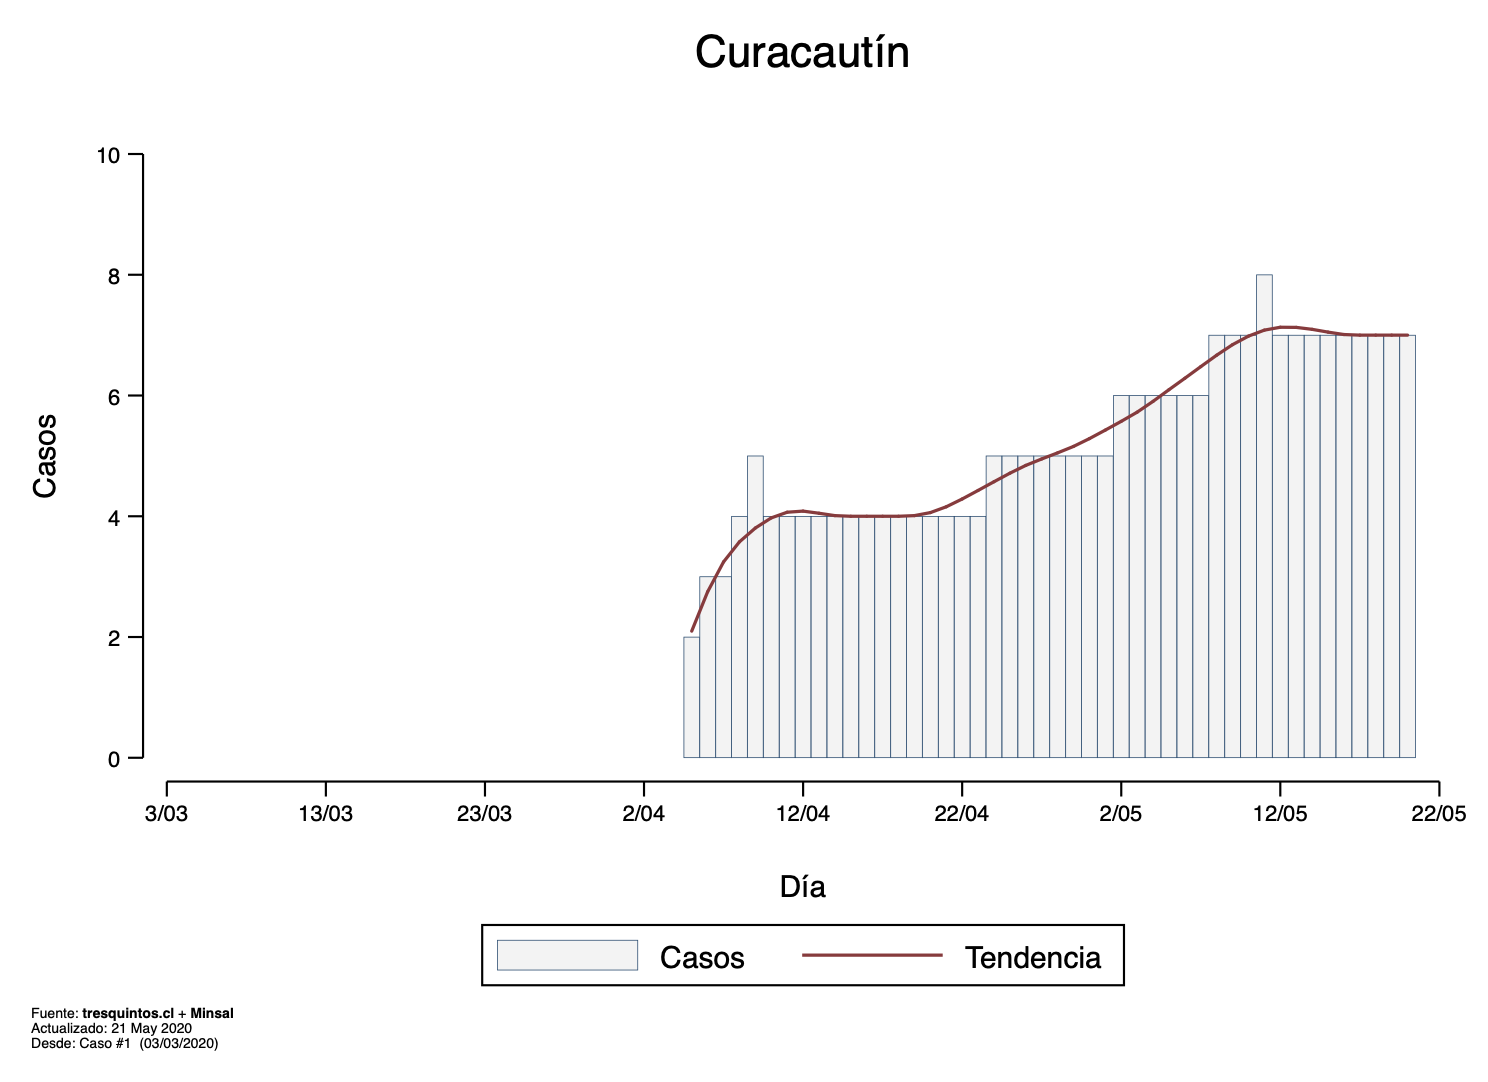 Curacautín
10
8
6
4
2
0
Casos
3/03 13/03 23/03 2/04 12/04 22/04 2/05 12/05 22/05
Día
Casos Tendencia
Fuente: tresquintos.cl + Minsal
Actualizado: 21 May 2020
Desde: Caso #1 (03/03/2020)